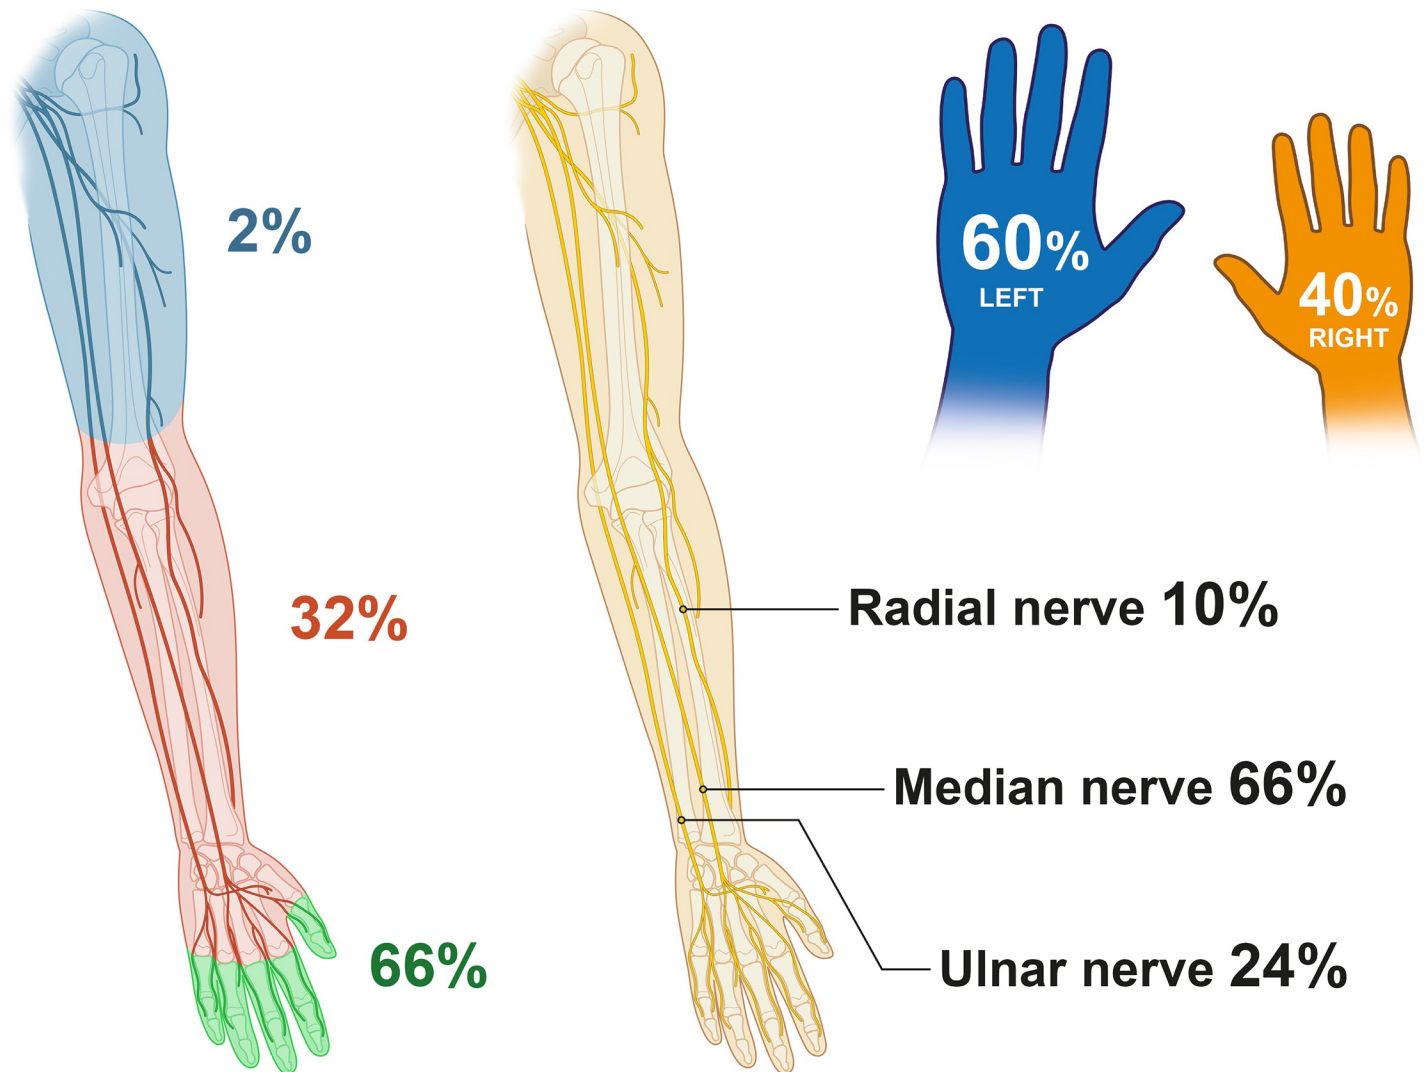 2%
32%
66%
60%
LEFT
40%
RIGHT
Radial nerve 10%
Median nerve 66%
Ulnar nerve 24%